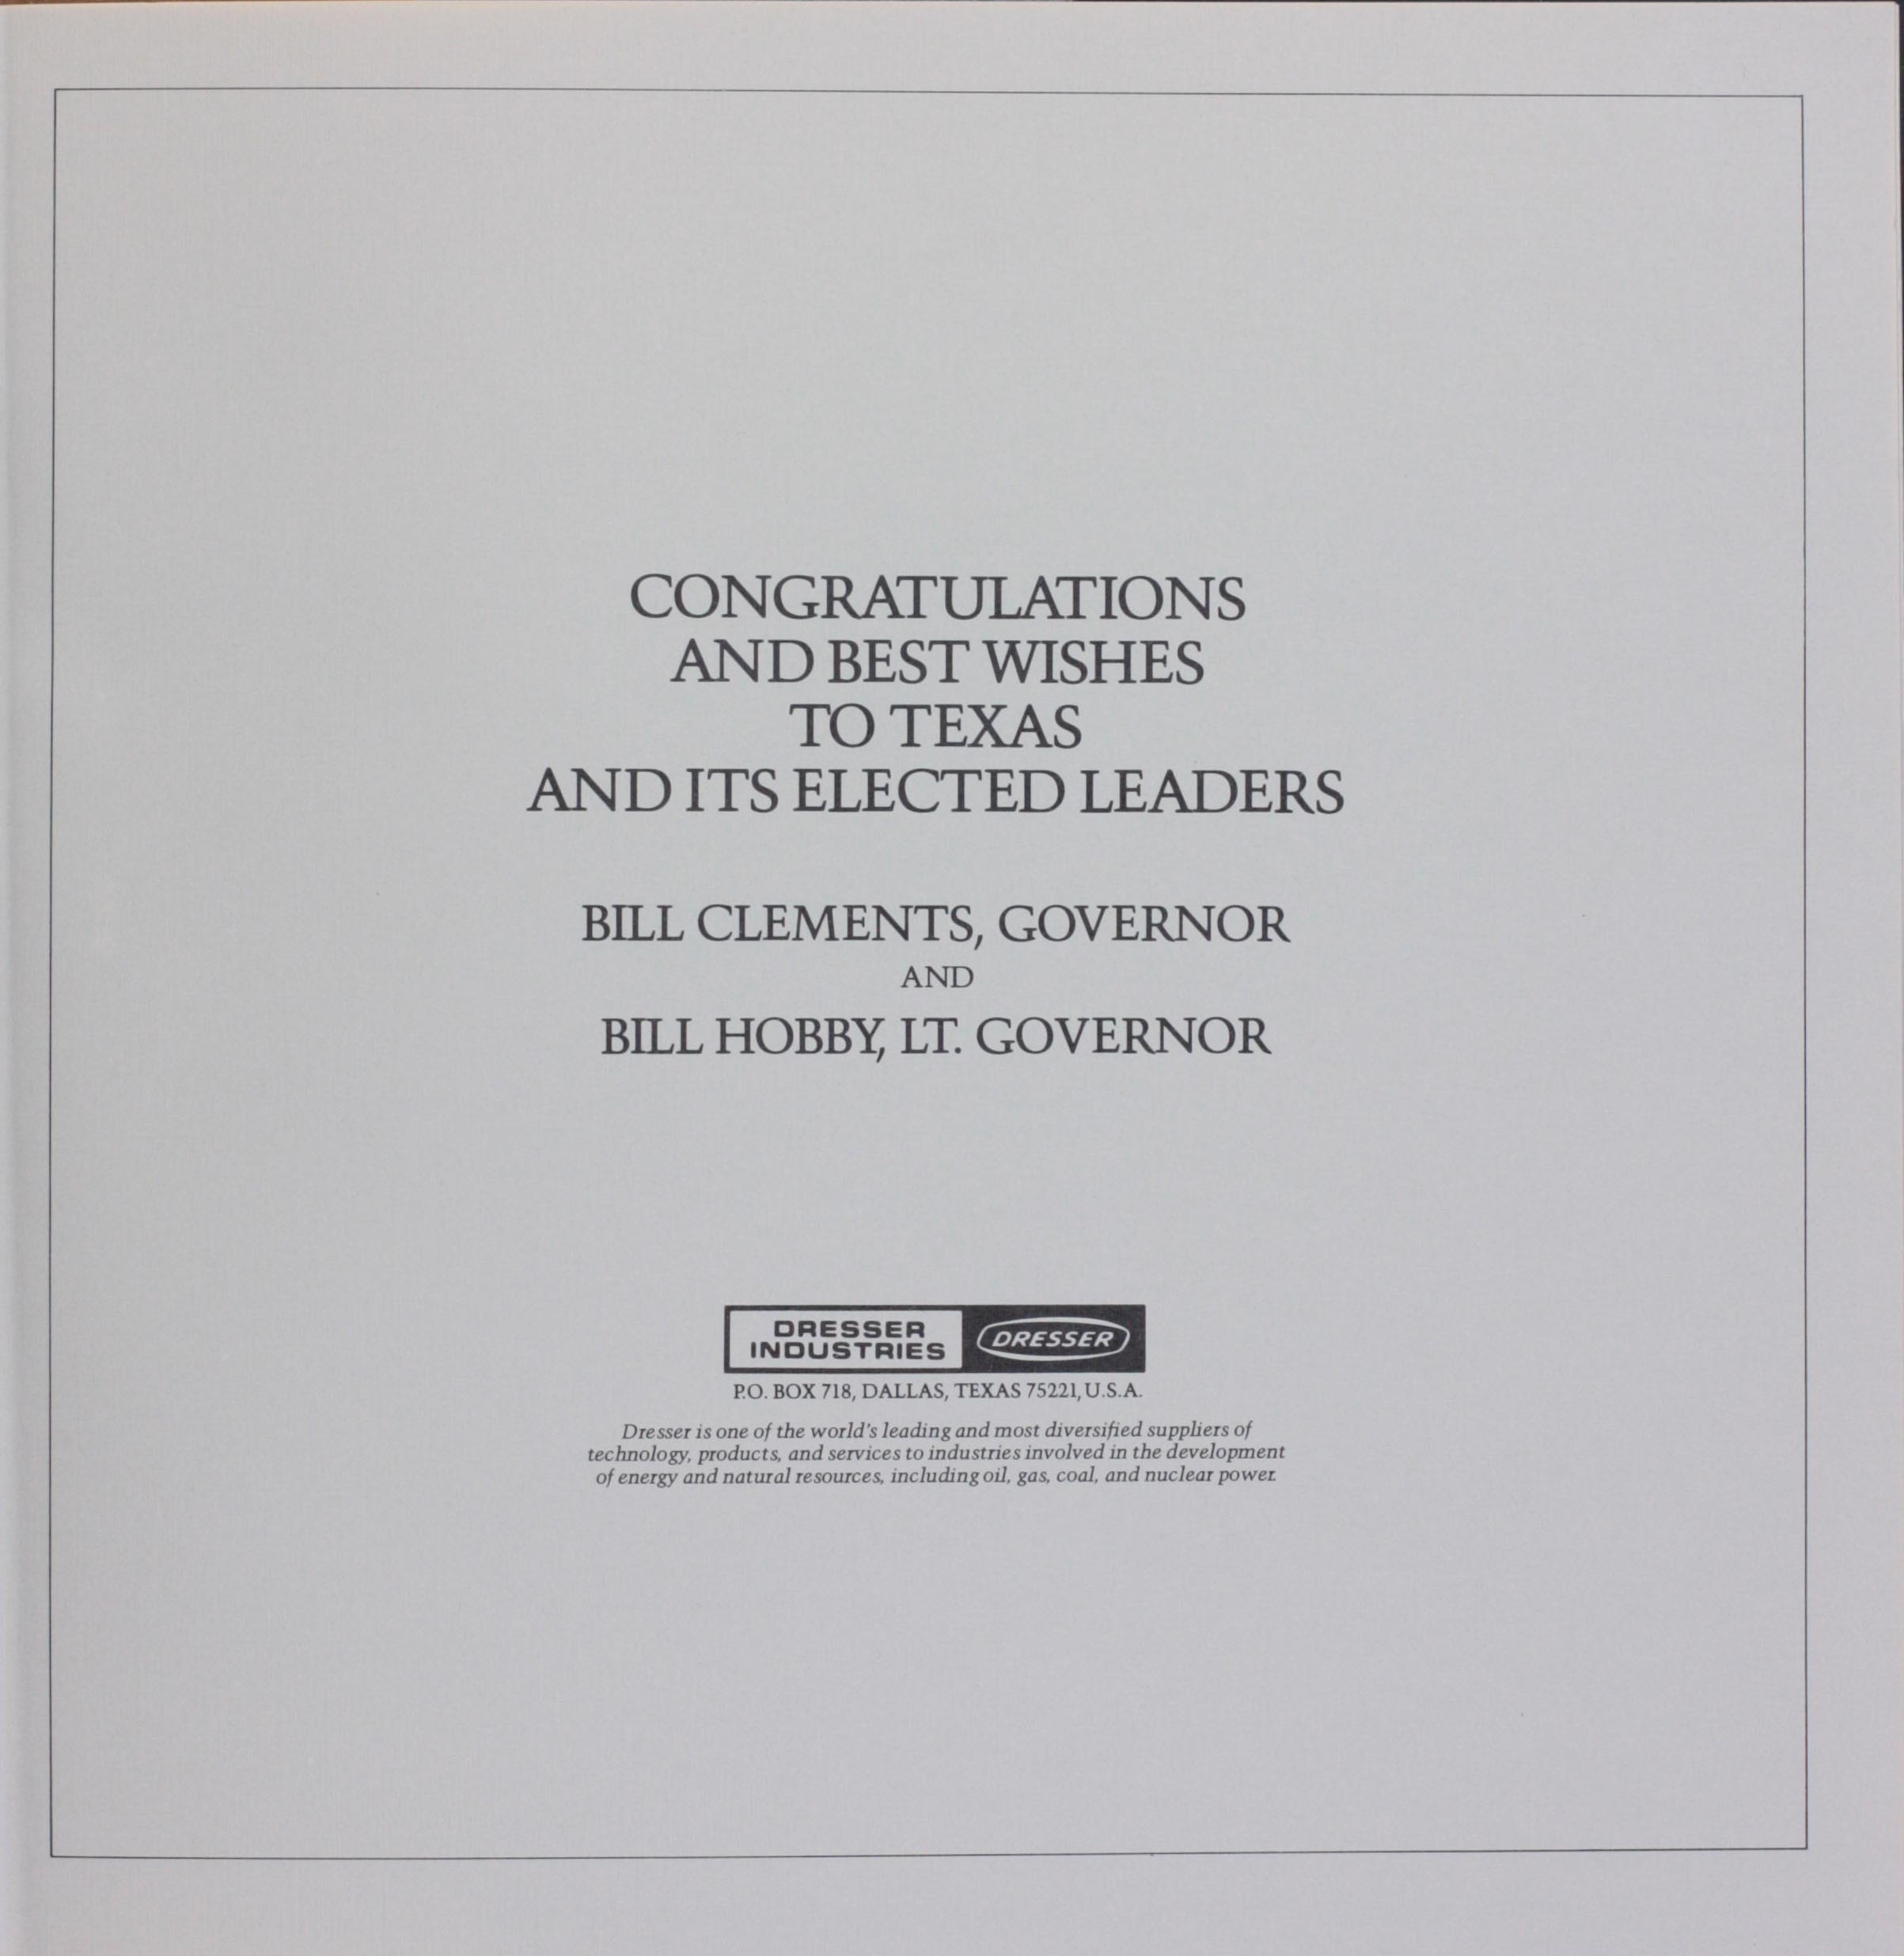 CONGRATULATIONS
AND BEST WISHES
TO TEXAS
AND ITS ELECTED LEADERS
BILL CLEMENTS, GOVERNOR
AND
BILL HOBBY, LT. GOVERNOR
DRESSER
INDUSTRIES
DRESSER
P.O. BOX 718, DALLAS, TEXAS 75221, U.S.A.
Dresser is one of the world's leading and most diversified suppliers of
technology, products, and services to industries involved in the development
of energy and natural resources, including oil, gas, coal, and nuclear power.